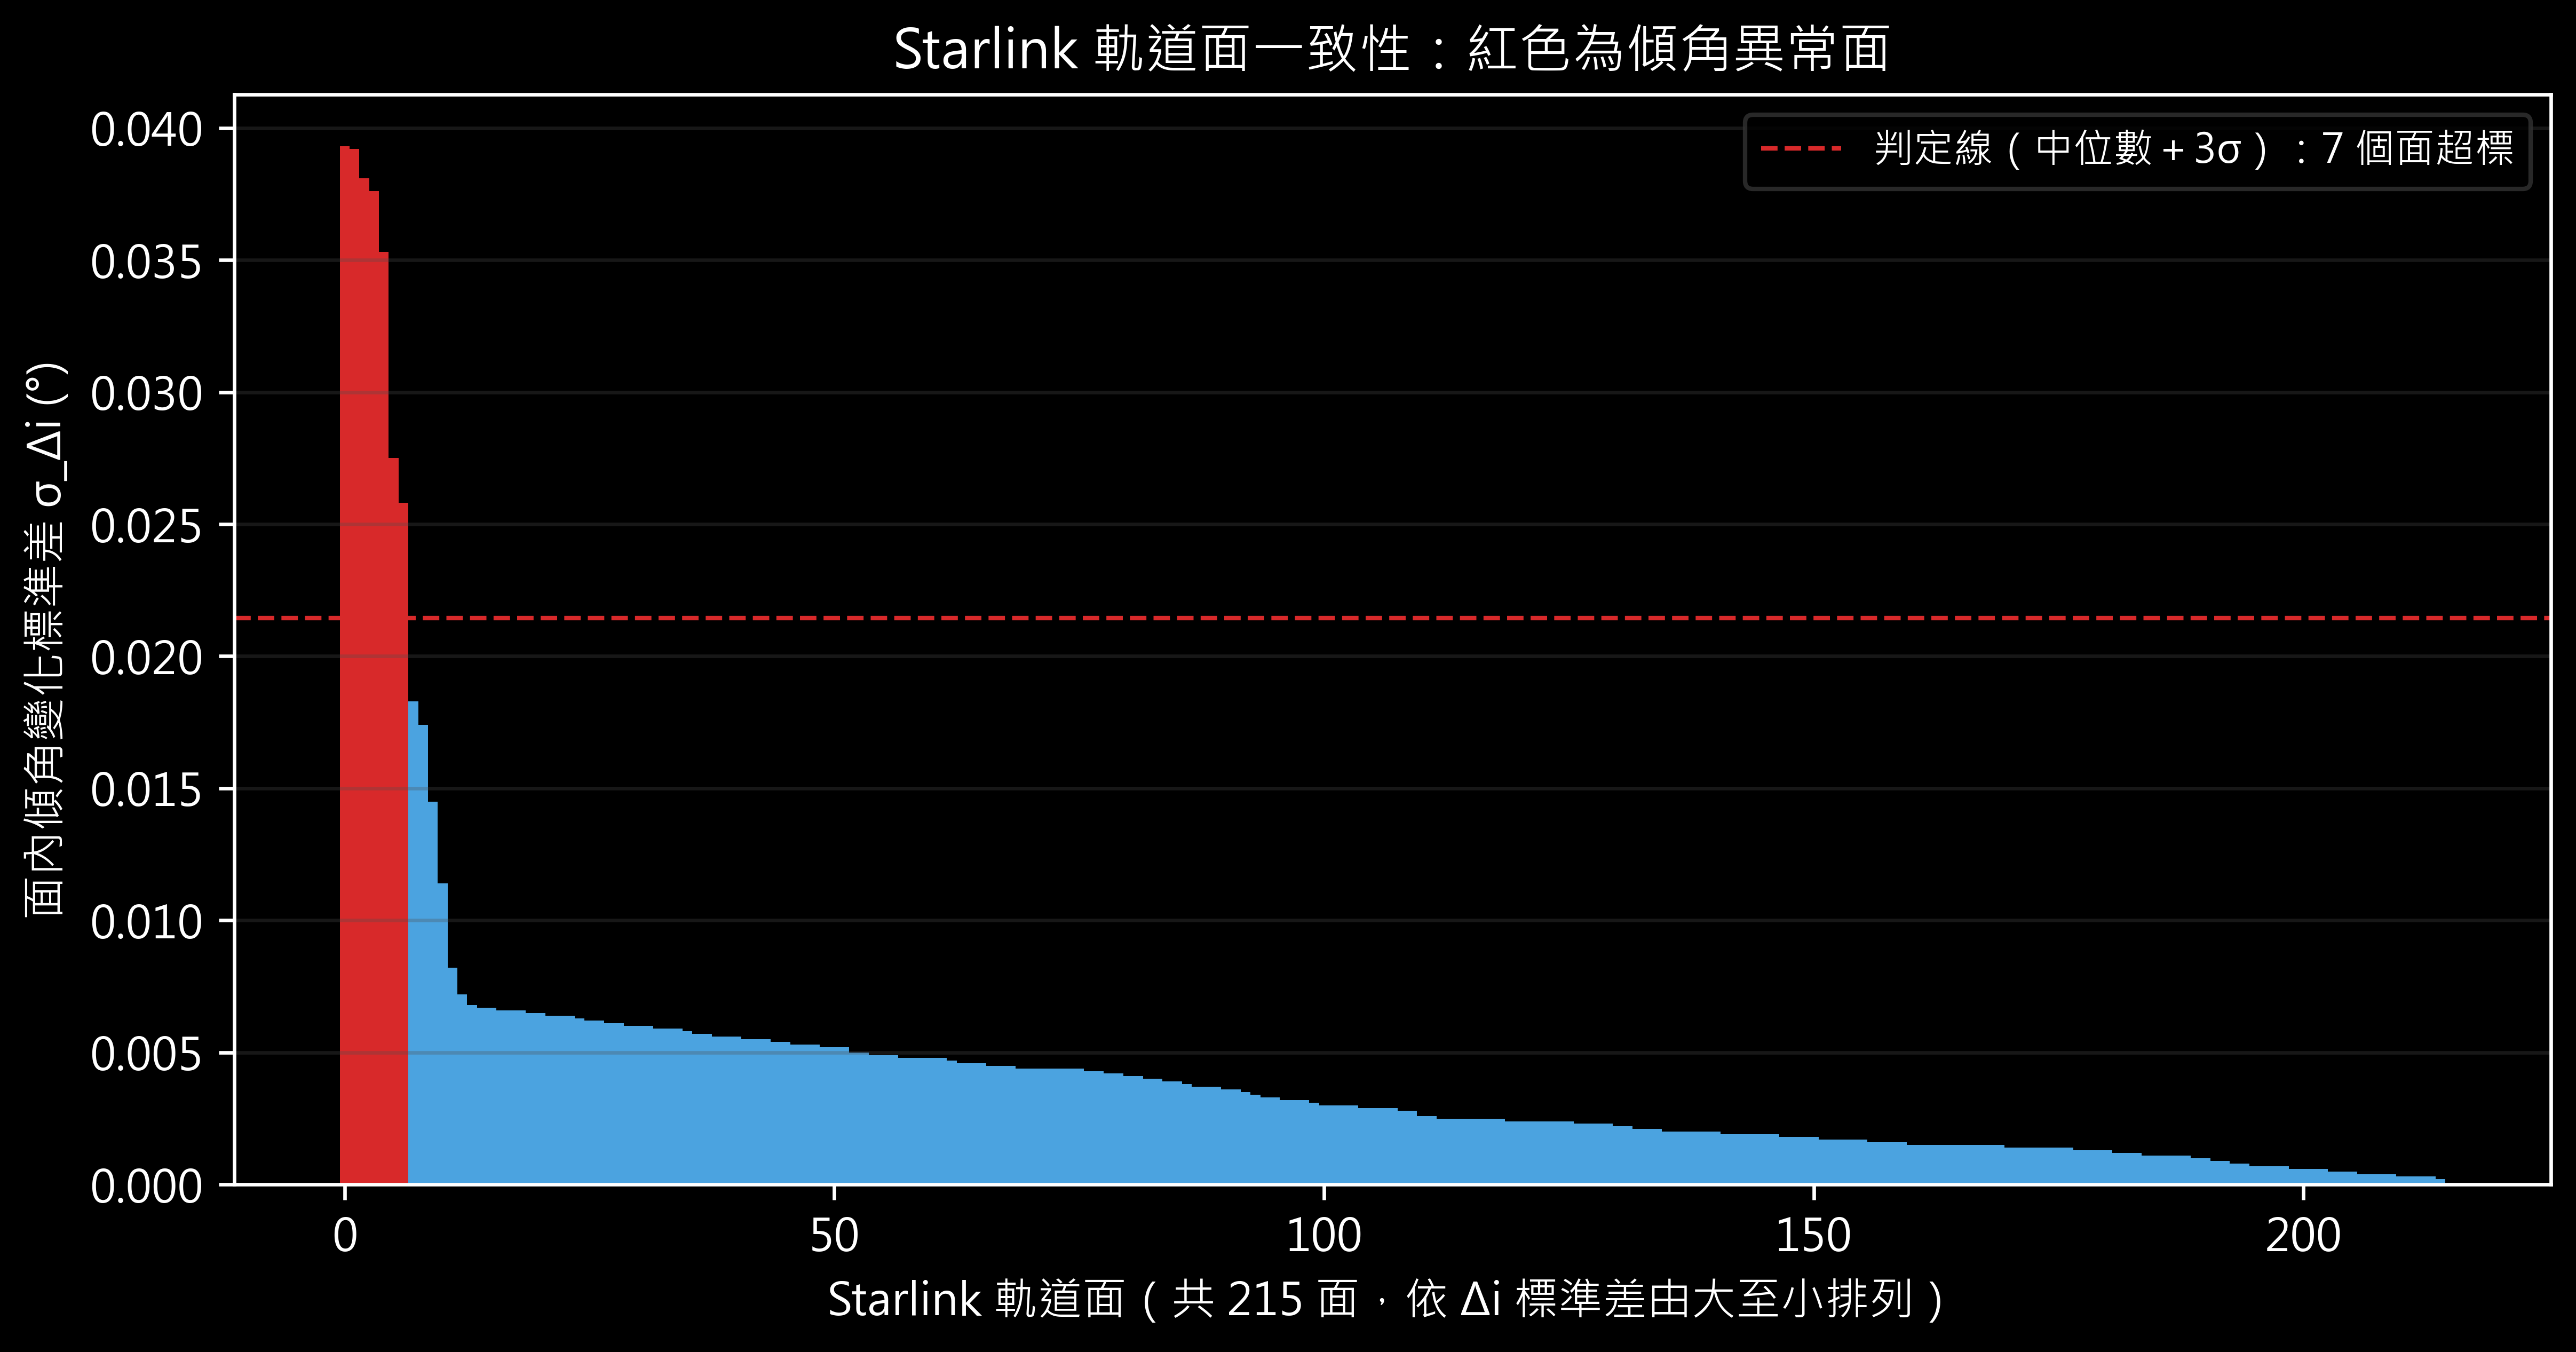 Starlink 軌道面一致性：紅色為傾角異常面
判定線（中位數＋3σ）：7 個面超標
面內傾角變化標準差 σ_Δi (°)
0.040
0.035
0.030
0.025
0.020
0.015
0.010
0.005
0.000
0 50 100 150 200
Starlink 軌道面（共 215 面，依 Δi 標準差由大至小排列）